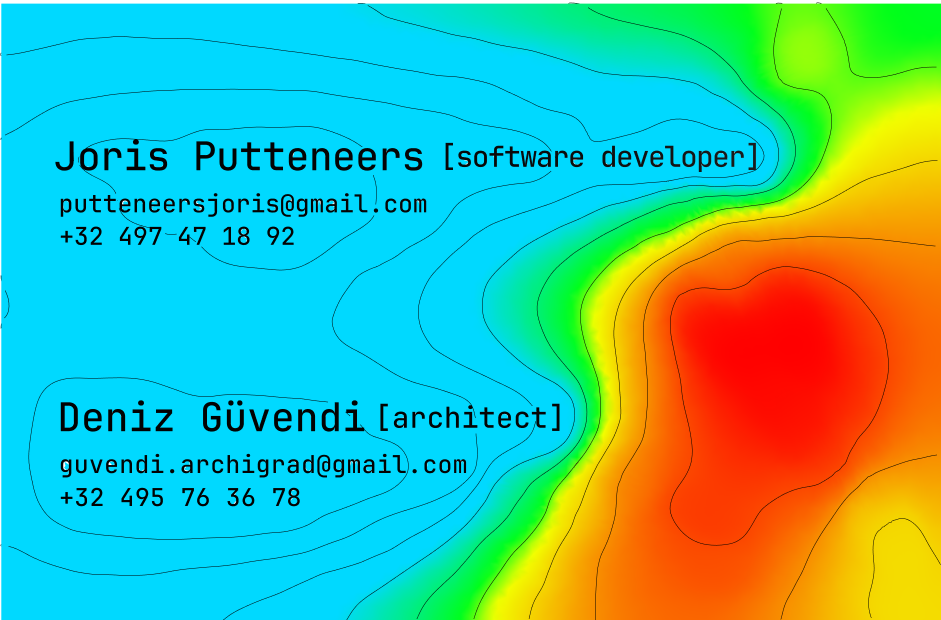 Joris Putteneers [software developer]
putteneersjoris@gmail.com
+32 497 47 18 92
Deniz Güvendi [architect]
guvendi.archigrad@gmail.com
+32 495 76 36 78